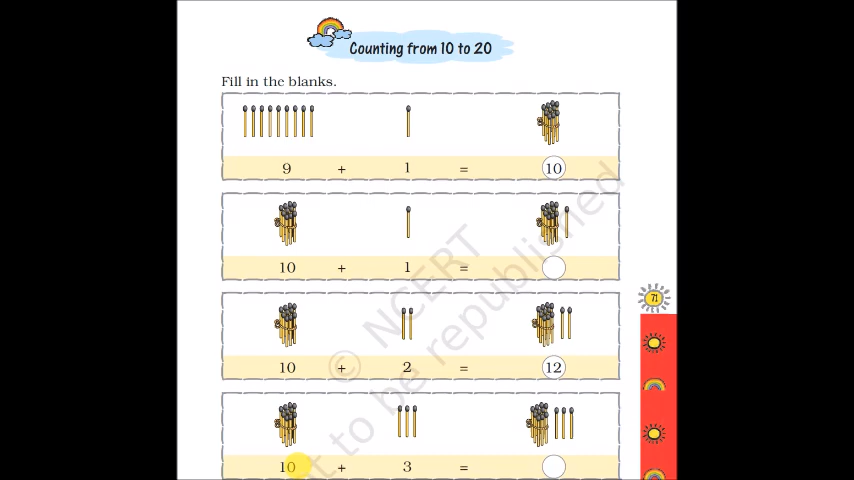 Counting from 10 to 20
Fill in the blanks.
9 + 1 = 10
10 + 1 =
10 + 2 = 12
71
10 + 3 =
© NCERT
t to be republished